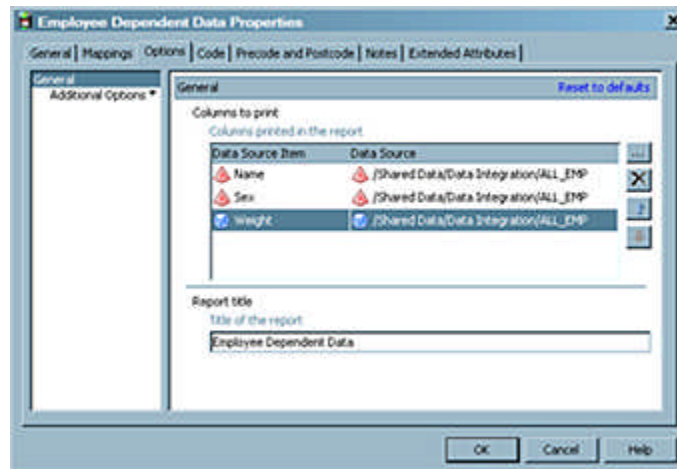 Employee Dependent Data Properties
General | Mappings | Options | Code | Precode and Postcode | Notes | Extended Attributes
General
Additional Options *
General Reset to defaults
Columns to print
Columns printed in the report
Data Source Item Data Source
Name /Shared Data/Data Integration/ALL_EMP
Sex /Shared Data/Data Integration/ALL_EMP
Weight /Shared Data/Data Integration/ALL_EMP
Report title
Title of the report
Employee Dependent Data
OK Cancel Help